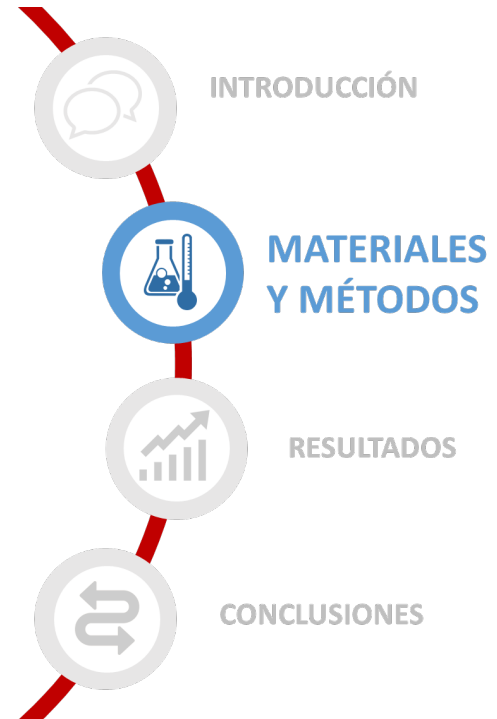 INTRODUCCIÓN
MATERIALES
Y MÉTODOS
RESULTADOS
CONCLUSIONES